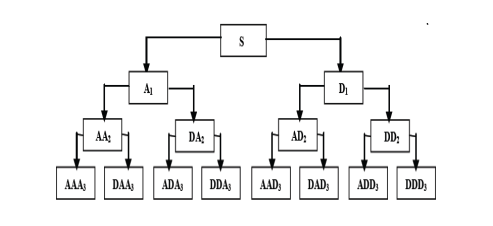 S
A₁ D₁
AA₂ DA₂ AD₂ DD₂
AAA₃ DAA₃ ADA₃ DDA₃ AAD₃ DAD₃ ADD₃ DDD₃